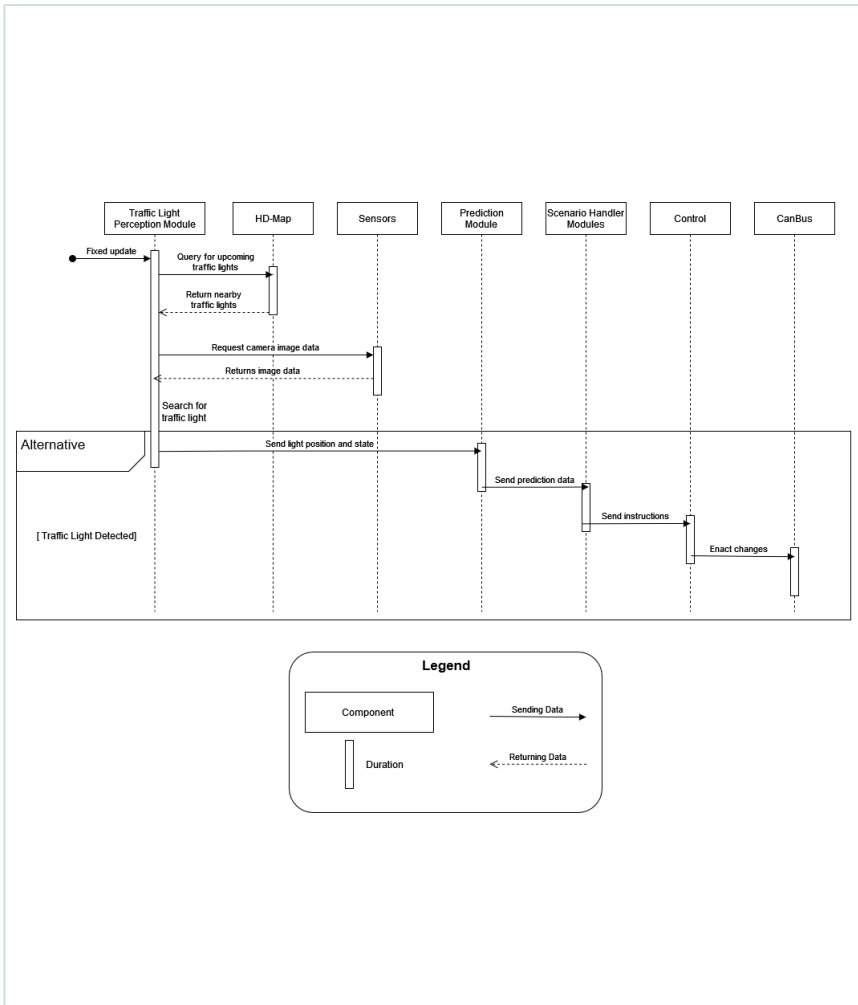 Traffic Light
Perception Module
HD-Map
Sensors
Prediction
Module
Scenario Handler
Modules
Control
CanBus
Fixed update
Query for upcoming
traffic lights
Return nearby
traffic lights
Request camera image data
Returns image data
Search for
traffic light
Alternative
Send light position and state
Send prediction data
Send instructions
[ Traffic Light Detected]
Enact changes
Legend
Component
Sending Data
Duration
Returning Data